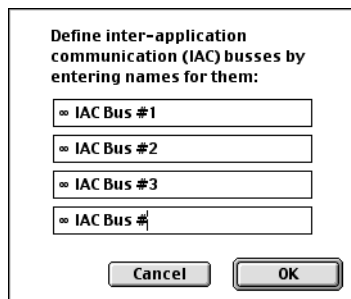 Define inter-application
communication (IAC) busses by
entering names for them:
∞ IAC Bus #1
∞ IAC Bus #2
∞ IAC Bus #3
∞ IAC Bus #
Cancel
OK